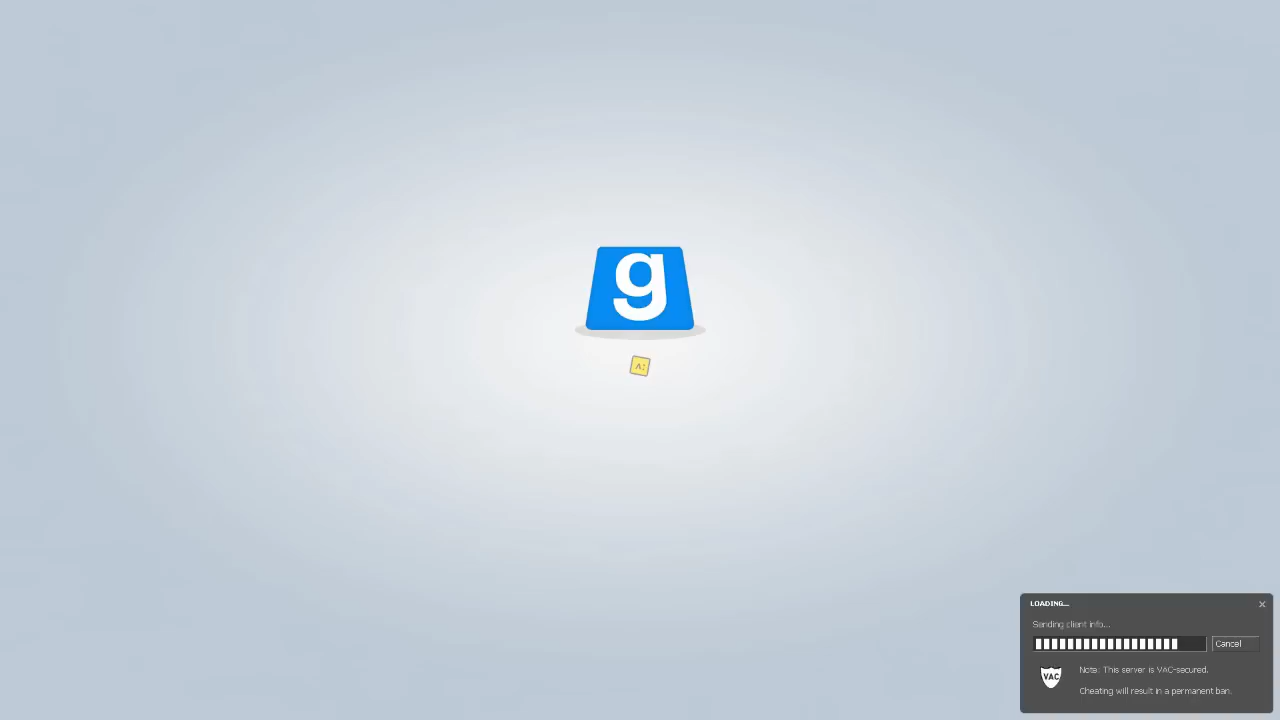 g
LOADING...
Sending client info...
Cancel
VAC
Note: This server is VAC-secured.
Cheating will result in a permanent ban.